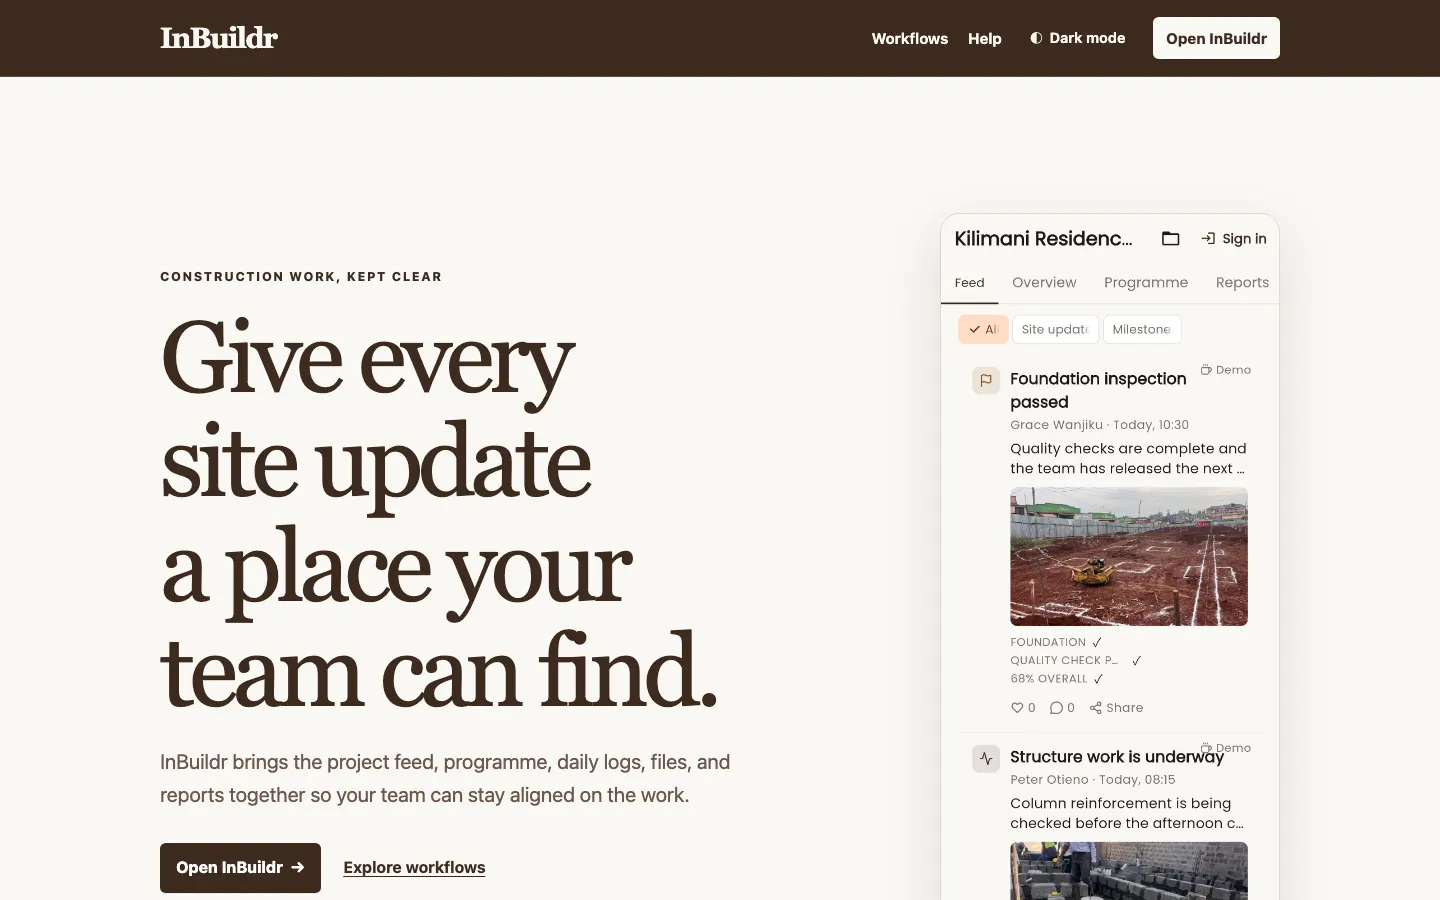 InBuildr
Workflows
Help
Dark mode
Open InBuildr
CONSTRUCTION WORK, KEPT CLEAR
Give every
site update
a place your
team can find.
InBuildr brings the project feed, programme, daily logs, files, and
reports together so your team can stay aligned on the work.
Open InBuildr →
Explore workflows
Kilimani Residenc...
Sign in
Feed
Overview
Programme
Reports
Al
Site update
Milestone
Demo
Foundation inspection
passed
Grace Wanjiku · Today, 10:30
Quality checks are complete and
the team has released the next ...
FOUNDATION ✓
QUALITY CHECK P... ✓
68% OVERALL ✓
0
0
Share
Demo
Structure work is underway
Peter Otieno · Today, 08:15
Column reinforcement is being
checked before the afternoon c...